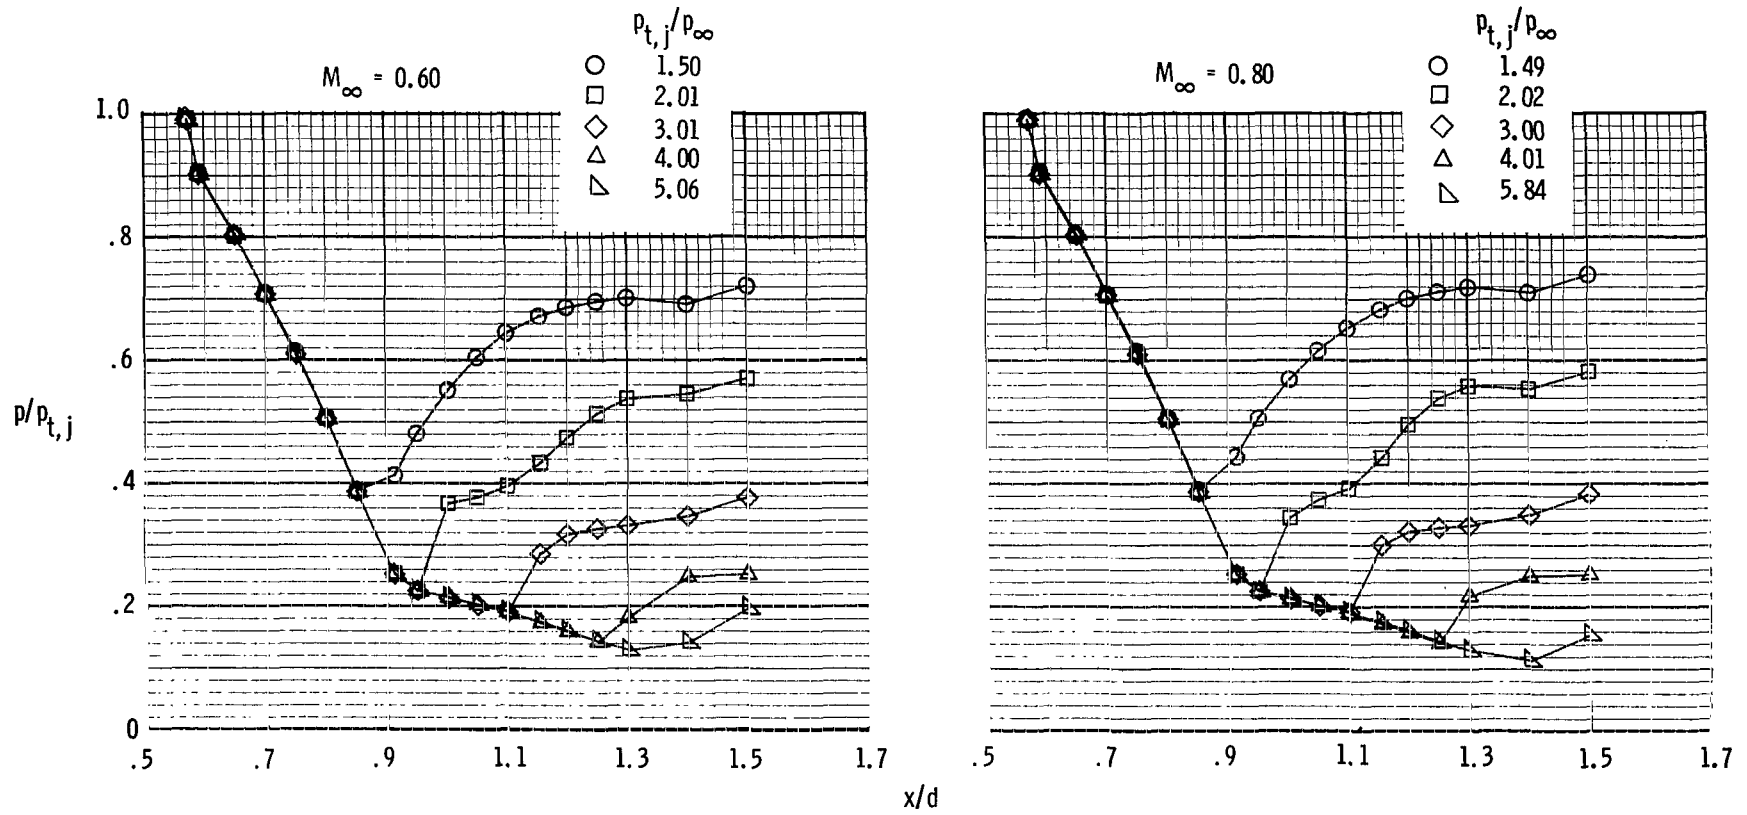 p_t,j/p_∞
M_∞ = 0.60
1.50
2.01
3.01
4.00
5.06
p_t,j/p_∞
M_∞ = 0.80
1.49
2.02
3.00
4.01
5.84
1.0
.8
.6
p/p_t,j
.4
.2
0
.5 .7 .9 1.1 1.3 1.5 1.7
.5 .7 .9 1.1 1.3 1.5 1.7
x/d